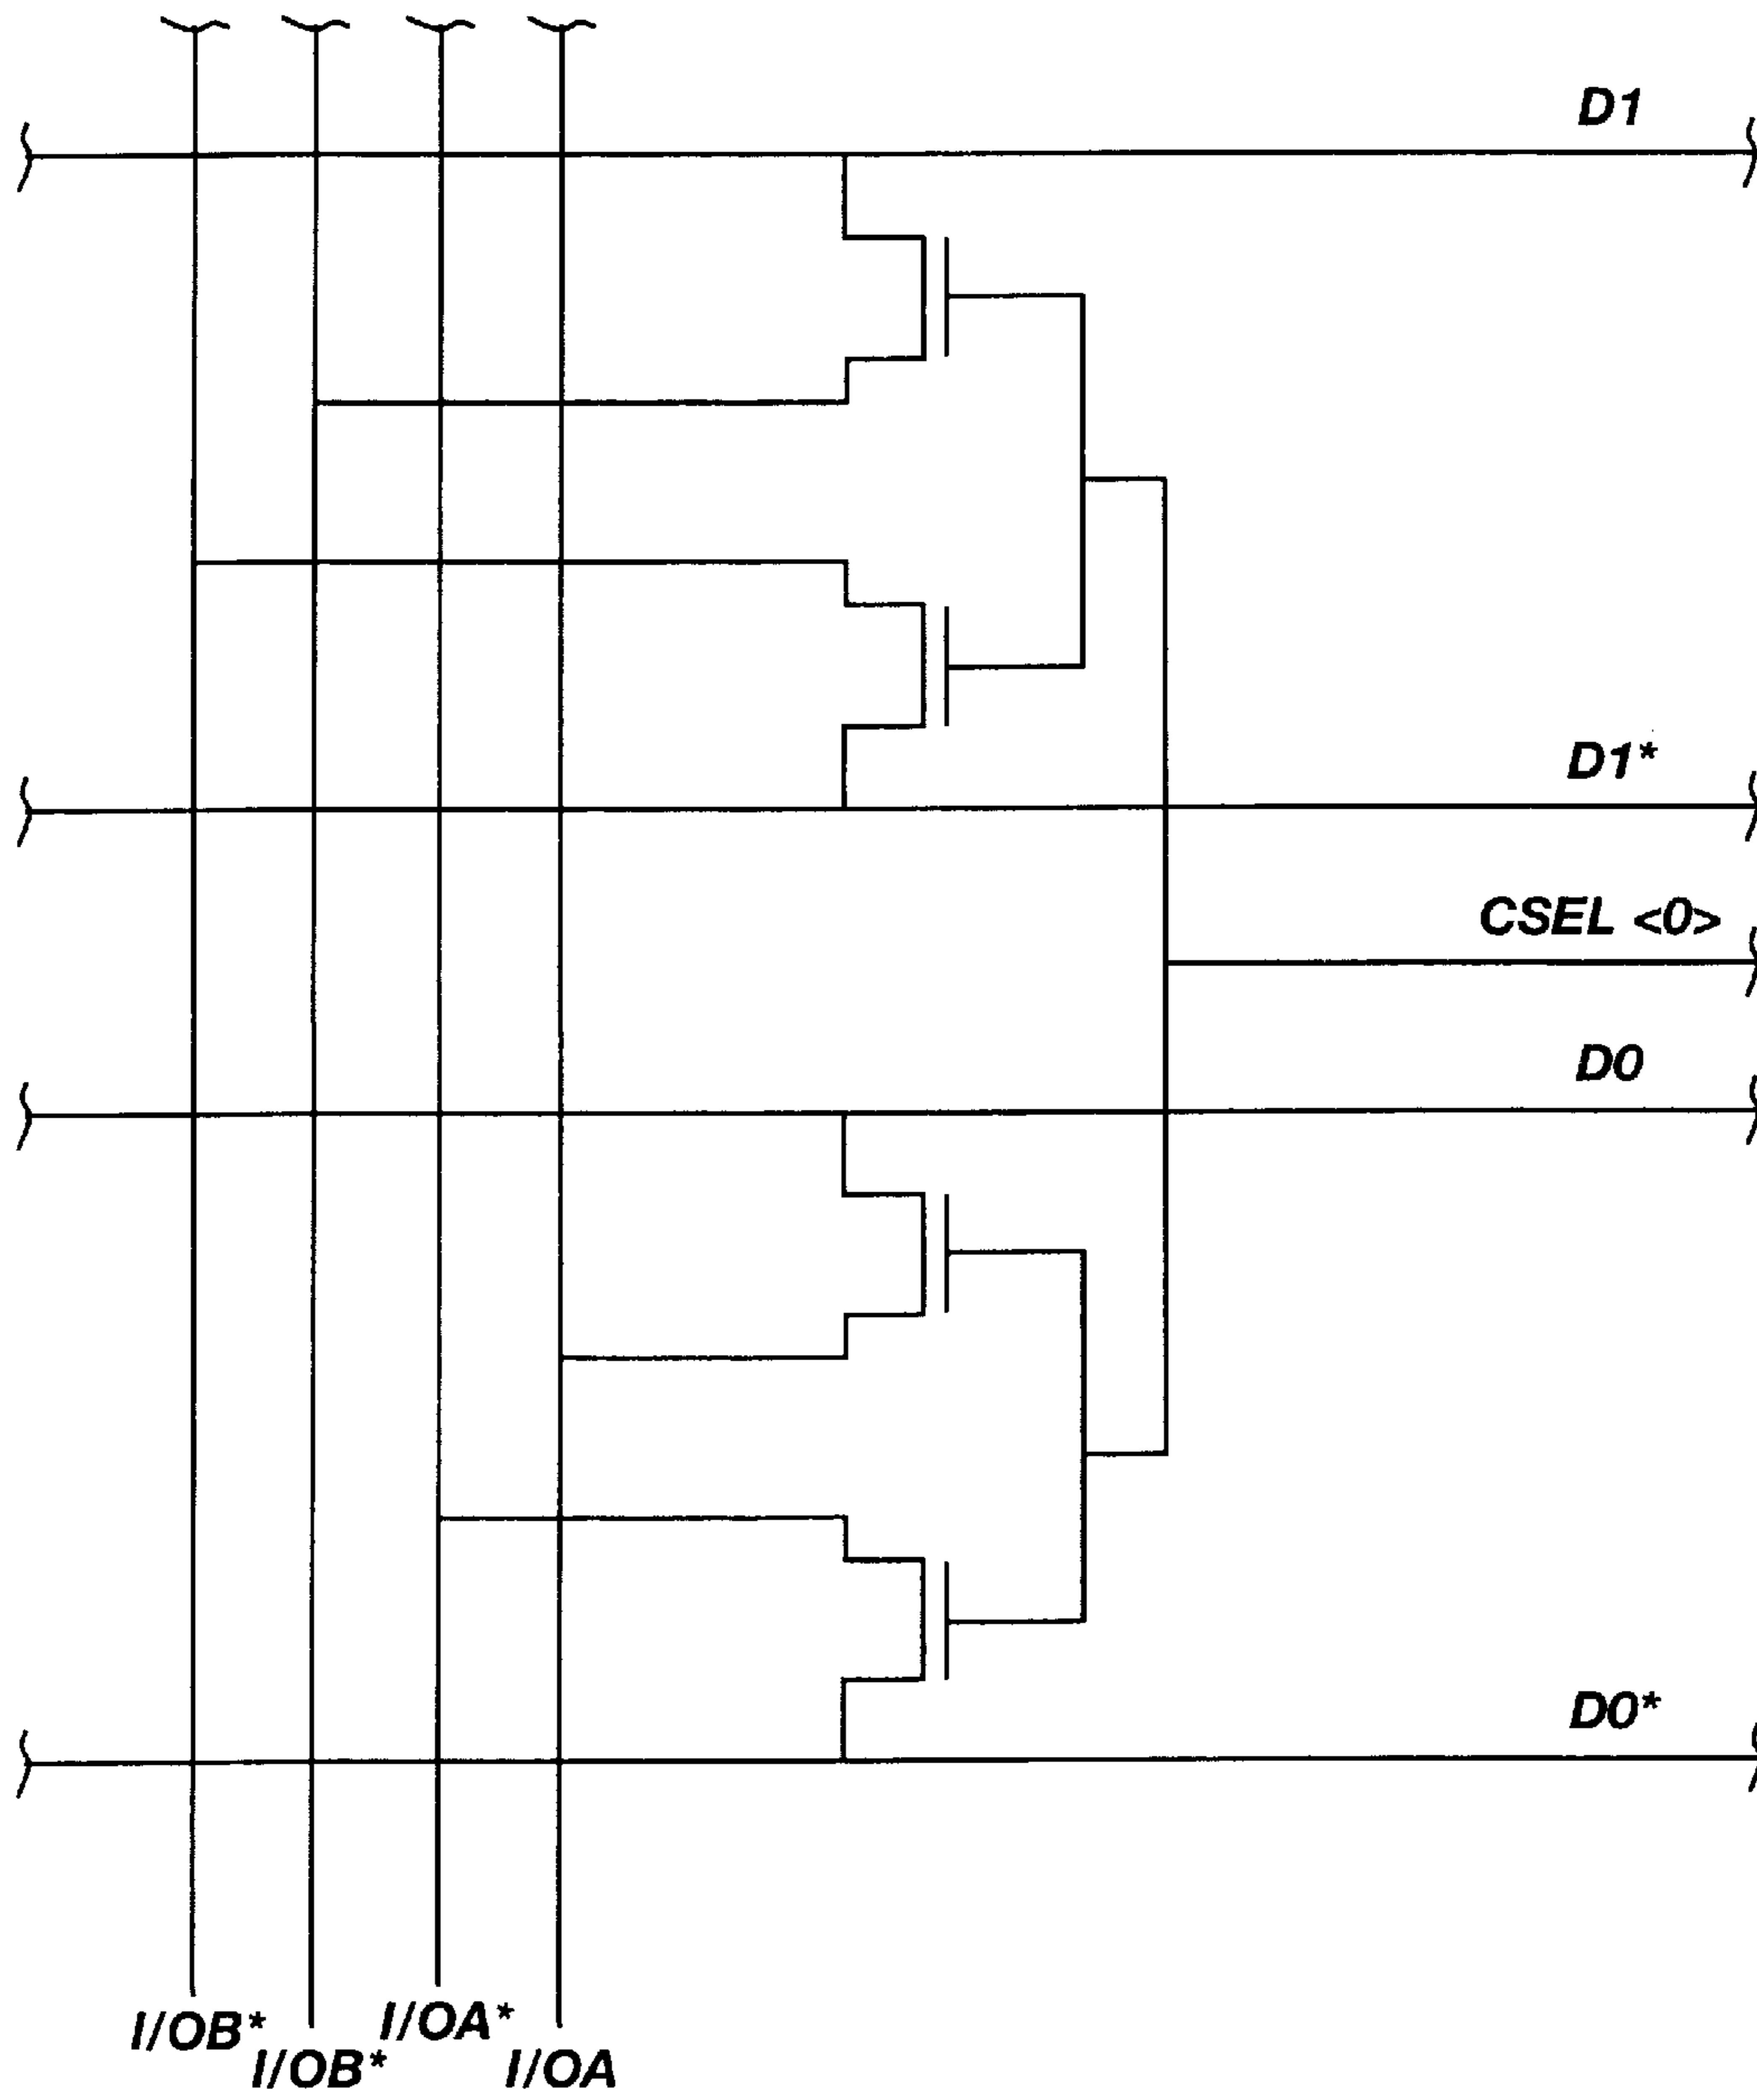 D1
D1*
CSEL <0>
D0
D0*
I/OB*
I/OB*
I/OA*
I/OA